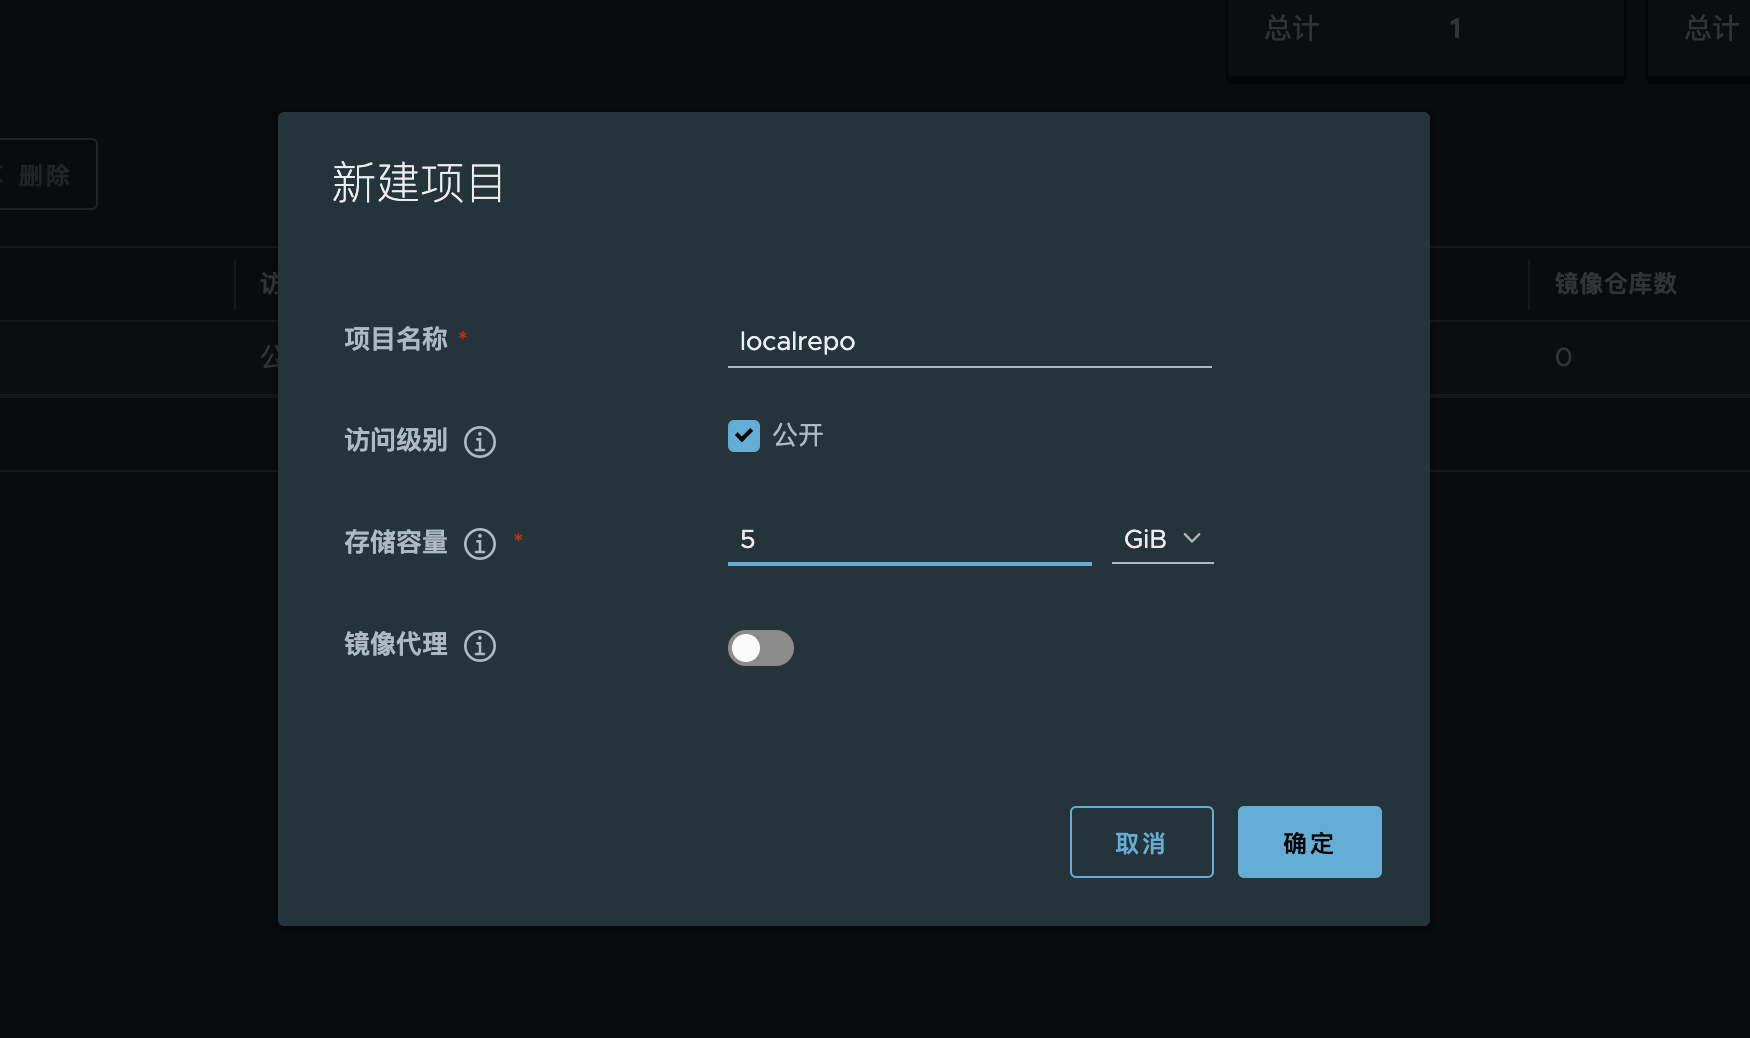 总计 1 总计
删除
新建项目
镜像仓库数
项目名称 *
localrepo
0
访问级别
公开
存储容量 *
5 GiB
镜像代理
取消 确定